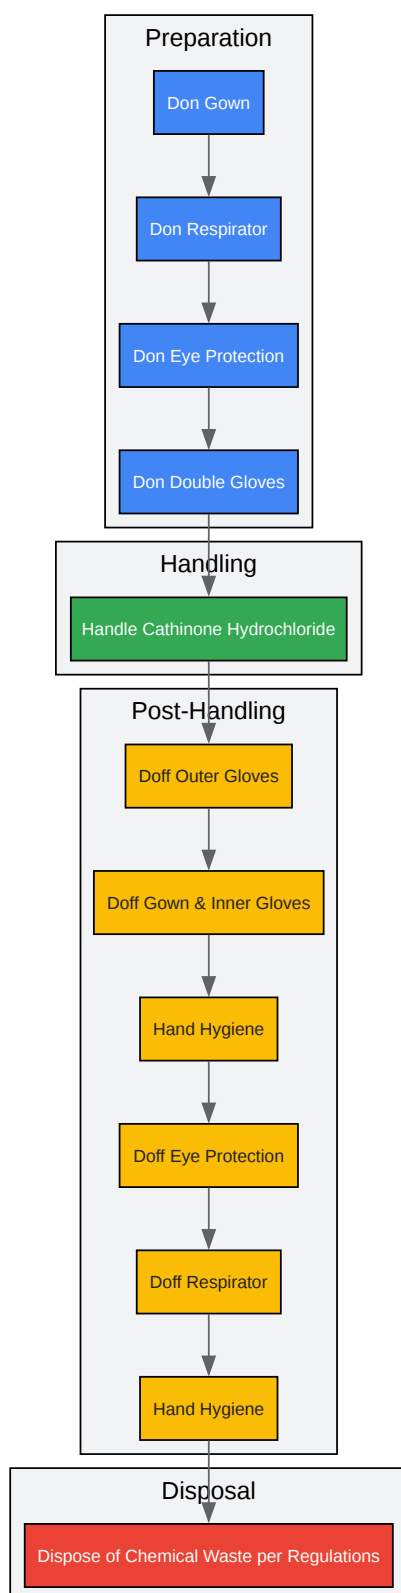 Preparation
Don Gown
Don Respirator
Don Eye Protection
Don Double Gloves
Handling
Handle Cathinone Hydrochloride
Post-Handling
Doff Outer Gloves
Doff Gown & Inner Gloves
Hand Hygiene
Doff Eye Protection
Doff Respirator
Hand Hygiene
Disposal
Dispose of Chemical Waste per Regulations